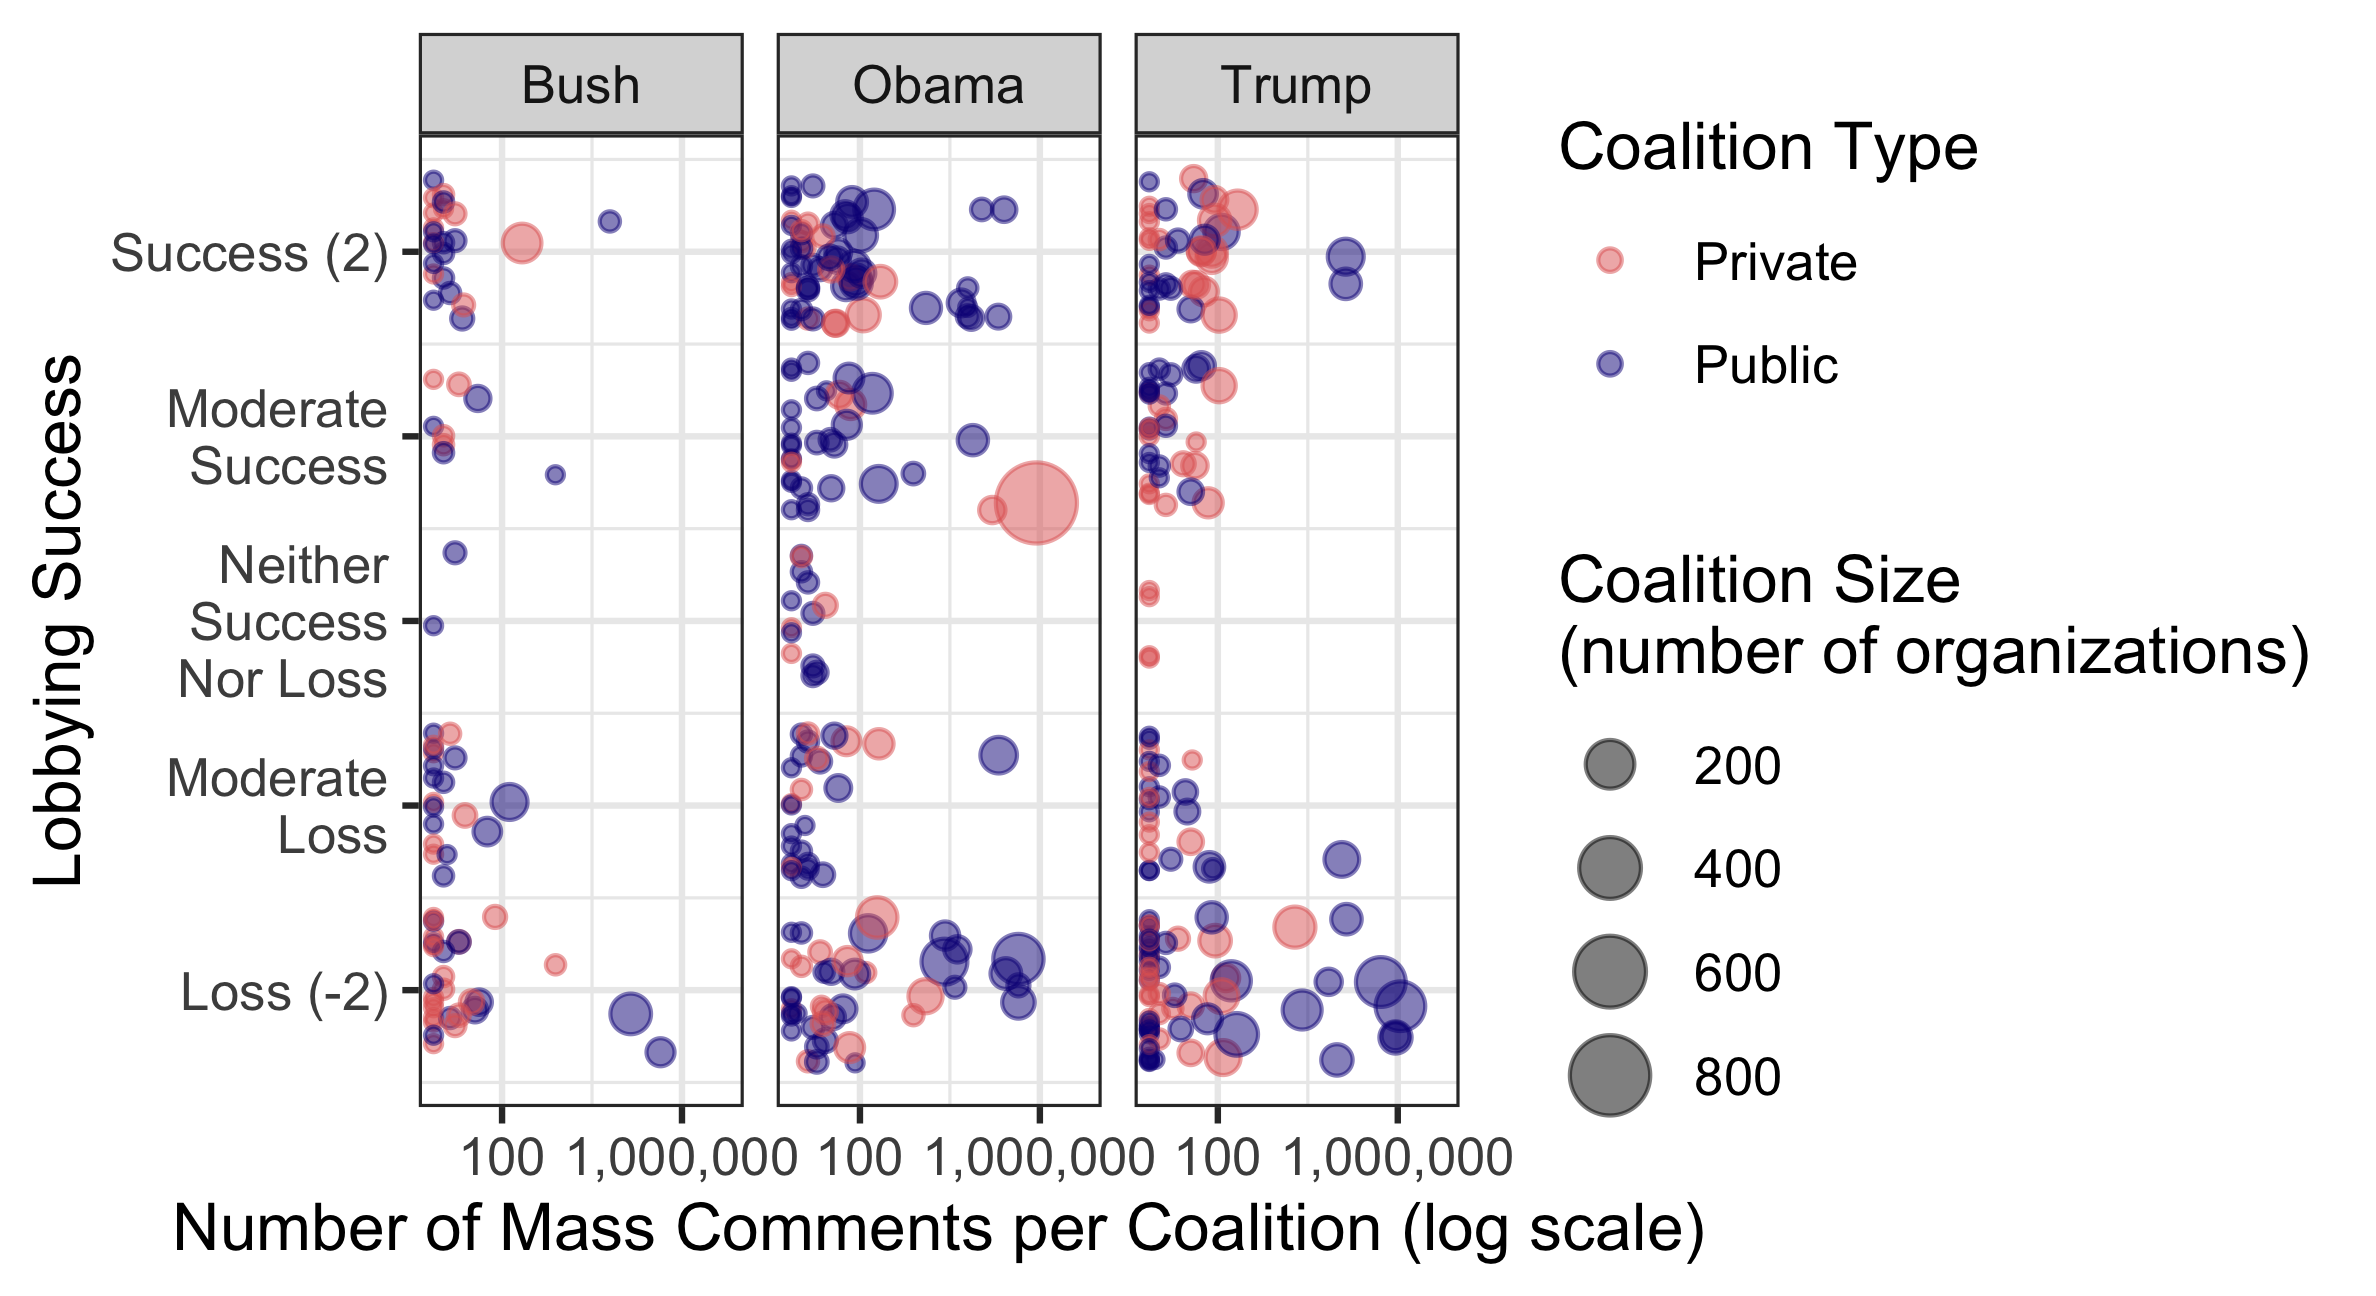 Bush
Obama
Trump
Lobbying Success
Success (2)
Moderate
Success
Neither
Success
Nor Loss
Moderate
Loss
Loss (-2)
100
1,000,000
100
1,000,000
100
1,000,000
Number of Mass Comments per Coalition (log scale)
Coalition Type
Private
Public
Coalition Size
(number of organizations)
200
400
600
800